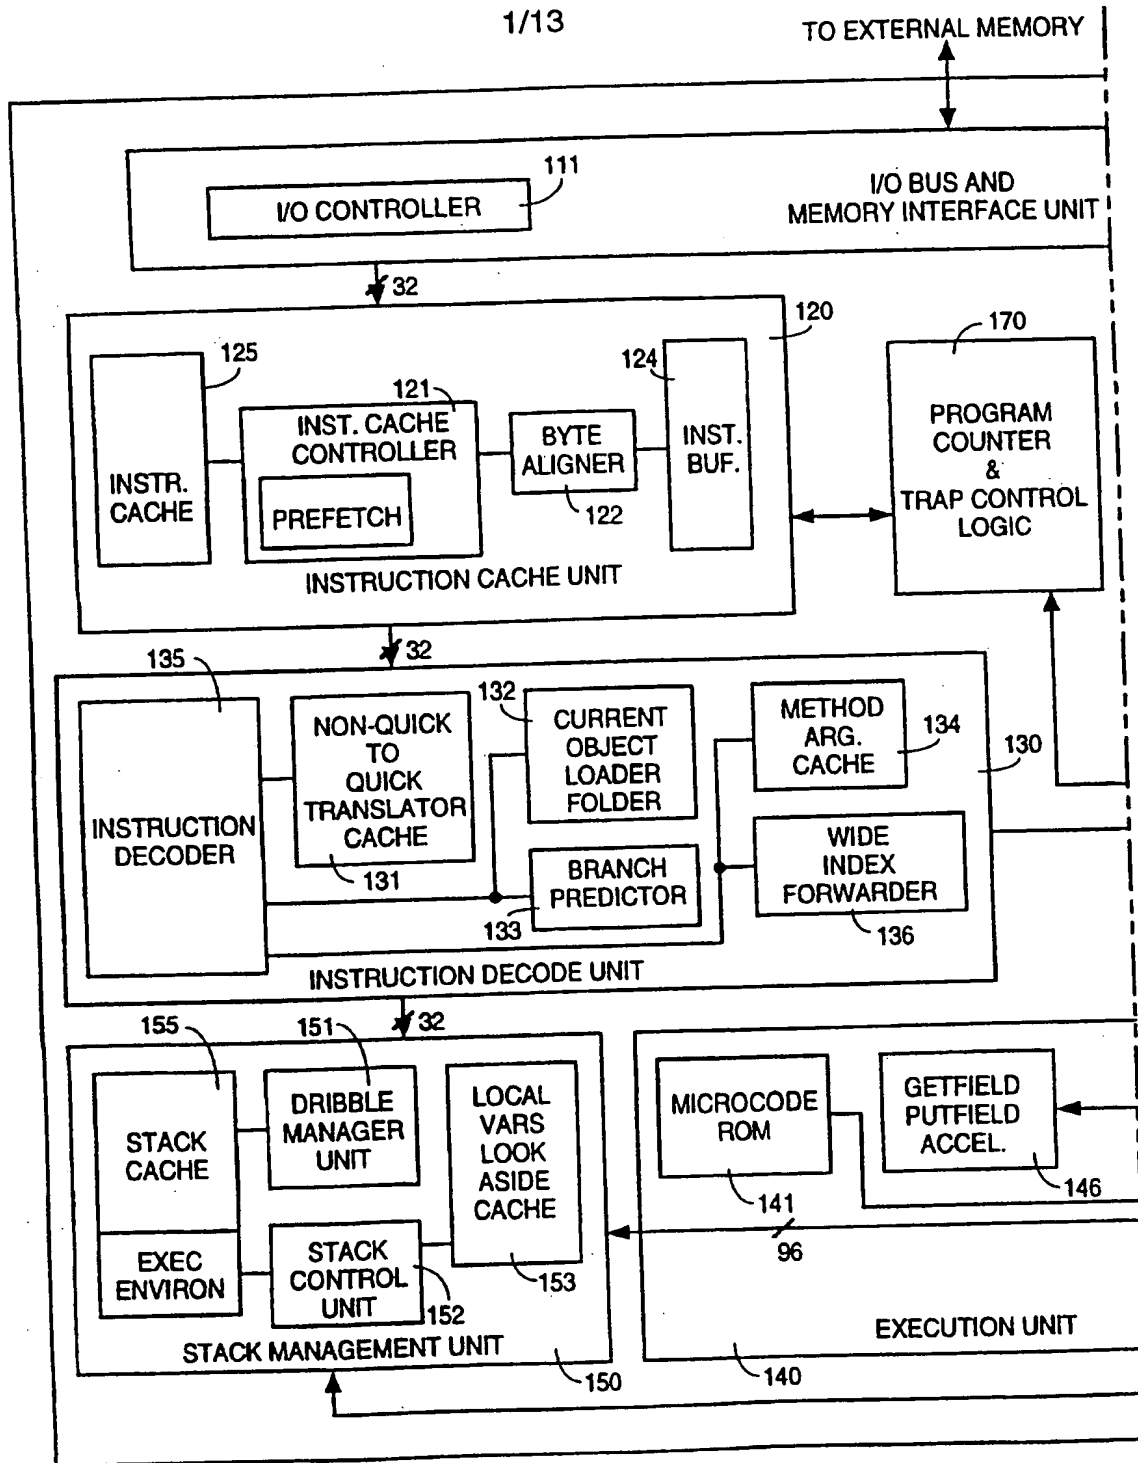 1/13
TO EXTERNAL MEMORY
111
I/O CONTROLLER
I/O BUS AND
MEMORY INTERFACE UNIT
32
120
170
125
INSTR.
CACHE
121
INST. CACHE
CONTROLLER
PREFETCH
BYTE
ALIGNER
122
124
INST.
BUF.
INSTRUCTION CACHE UNIT
PROGRAM
COUNTER
&
TRAP CONTROL
LOGIC
32
135
INSTRUCTION
DECODER
NON-QUICK
TO
QUICK
TRANSLATOR
CACHE
131
132
CURRENT
OBJECT
LOADER
FOLDER
BRANCH
PREDICTOR
133
METHOD
ARG.
CACHE
134
130
WIDE
INDEX
FORWARDER
136
INSTRUCTION DECODE UNIT
32
155
STACK
CACHE
EXEC
ENVIRON
151
DRIBBLE
MANAGER
UNIT
STACK
CONTROL
UNIT
152
LOCAL
VARS
LOOK
ASIDE
CACHE
153
STACK MANAGEMENT UNIT
150
MICROCODE
ROM
141
GETFIELD
PUTFIELD
ACCEL.
146
96
EXECUTION UNIT
140